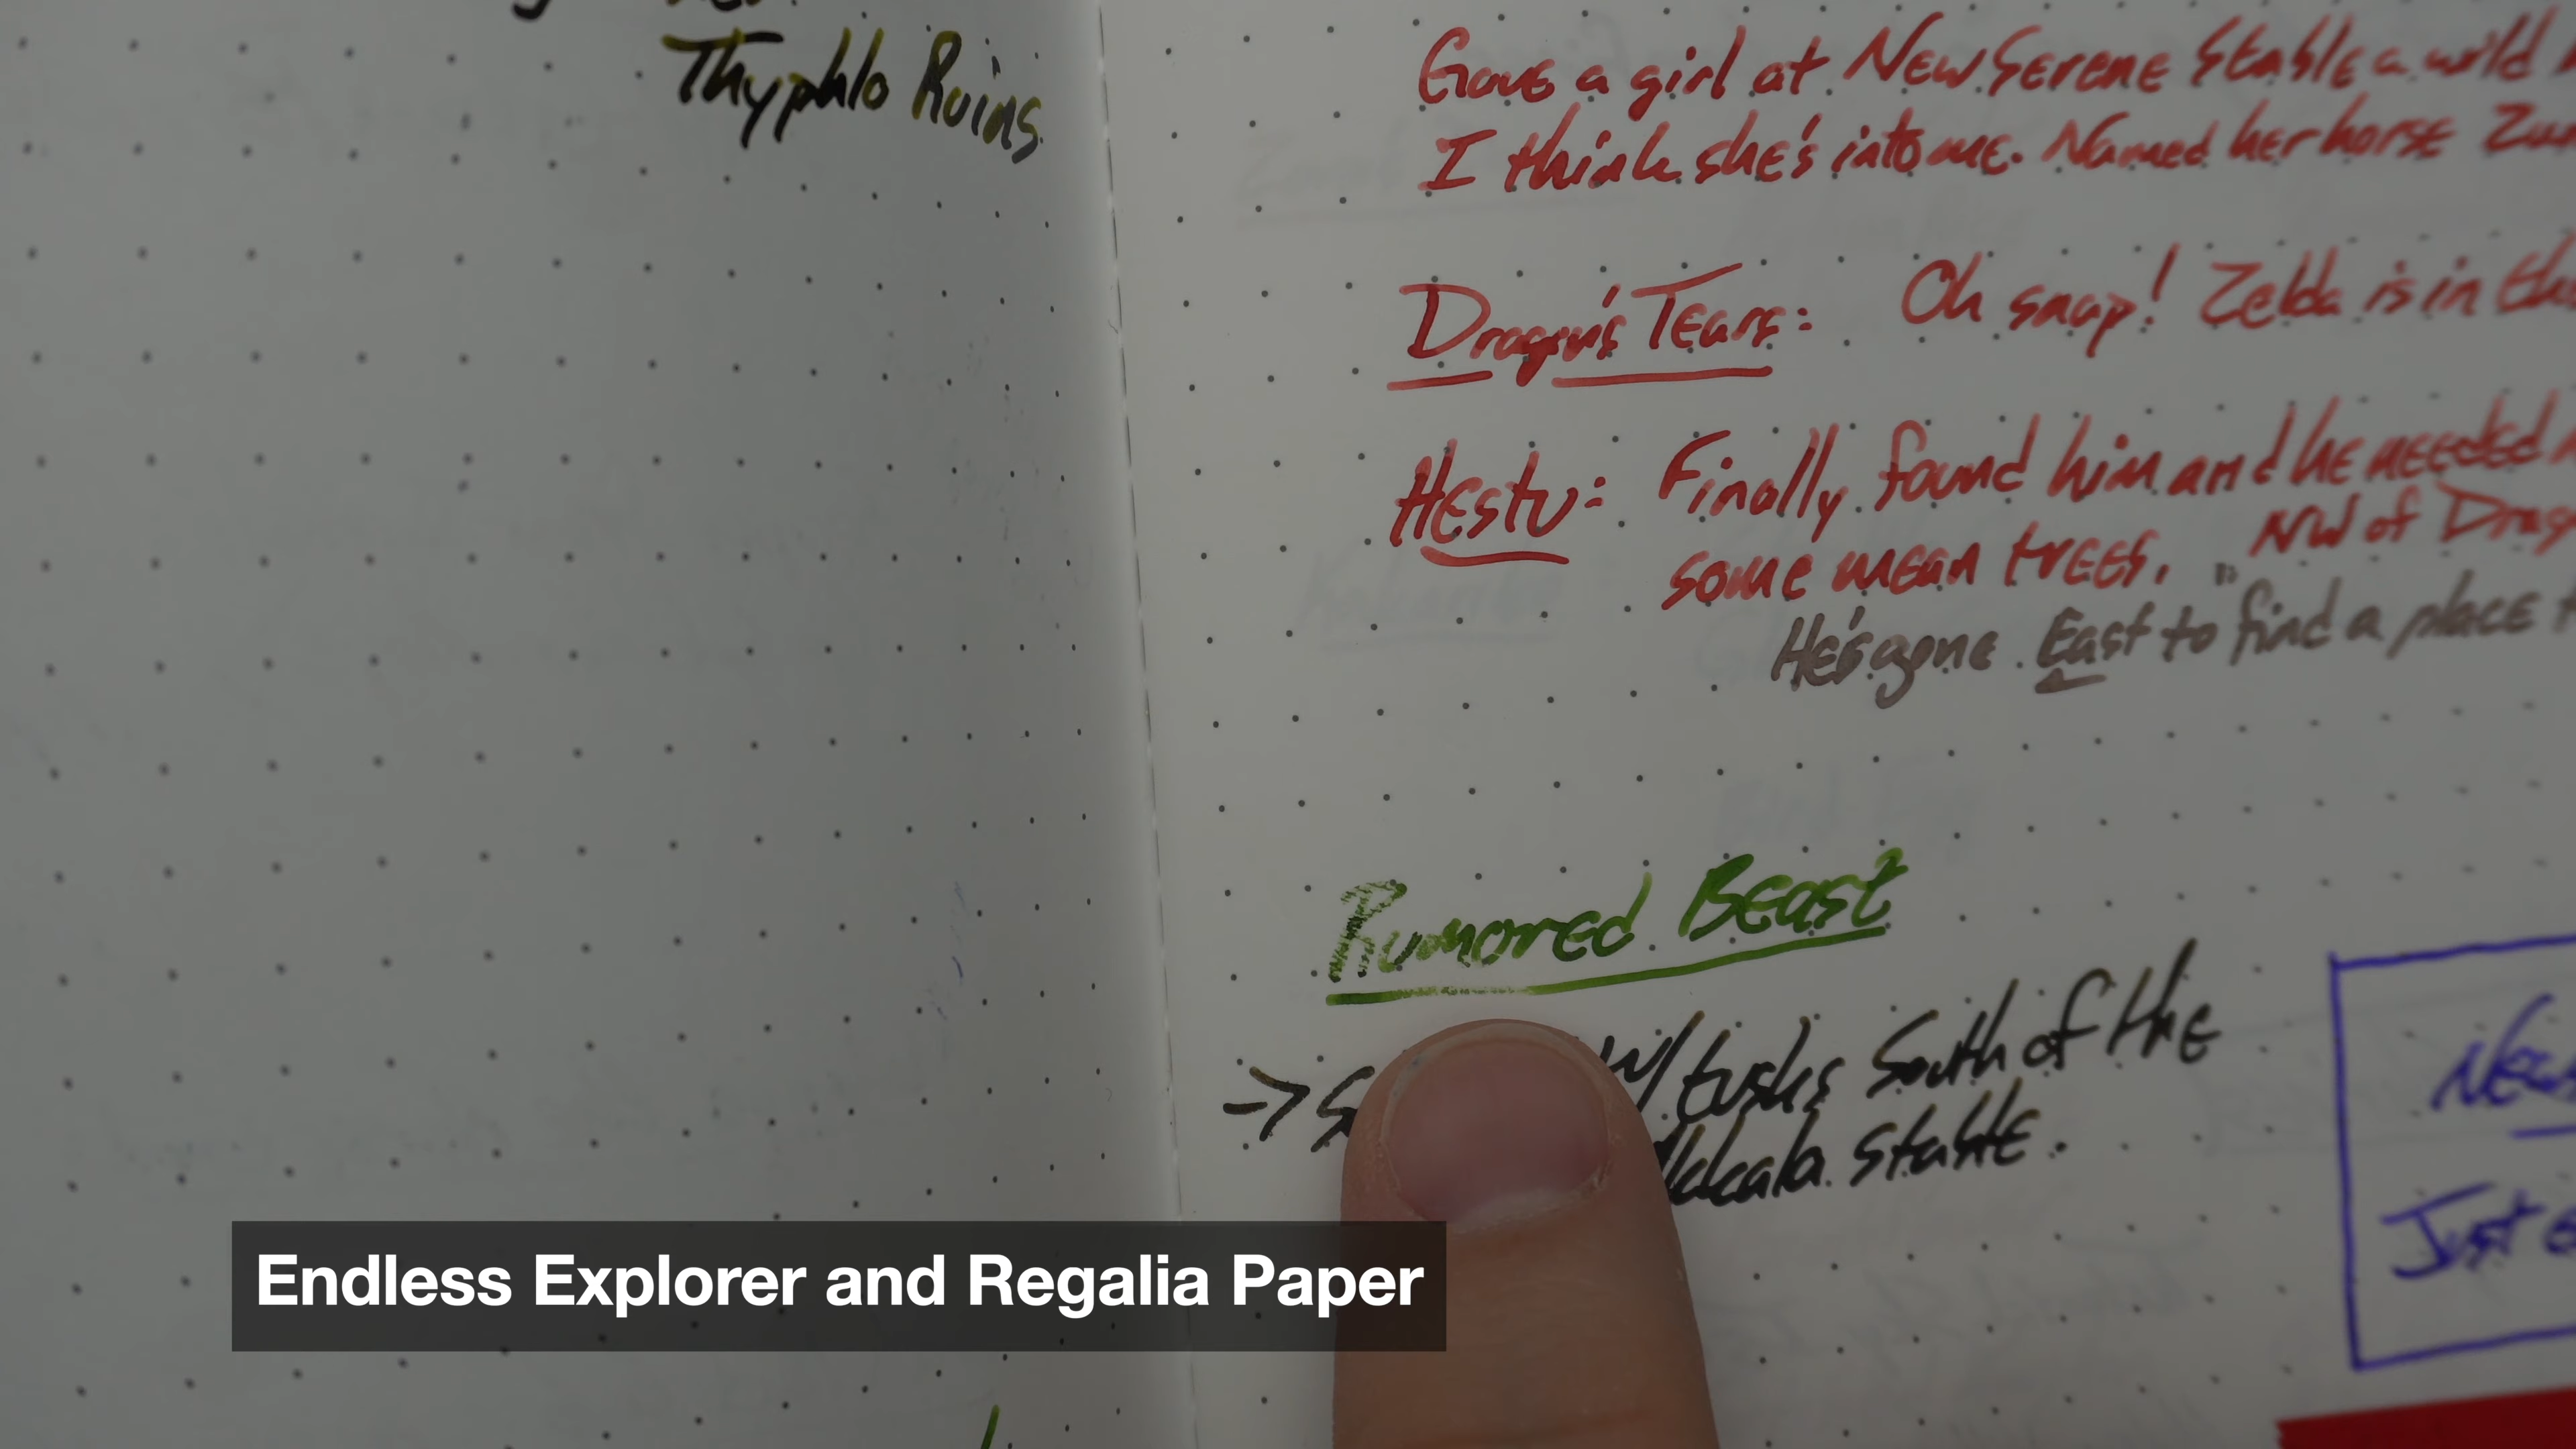 Thyphlo Ruins
Gave a girl at New Serene Stable a wild
I think she's into me. Named her horse
Dragon's Tears: Oh snap! Zelda is in
Hestu: Finally found him and he needed
some mean trees. NW of
He's gone East to find a place
Rumored Beast
-> w/ tusks South of the
stable.
Just
Endless Explorer and Regalia Paper